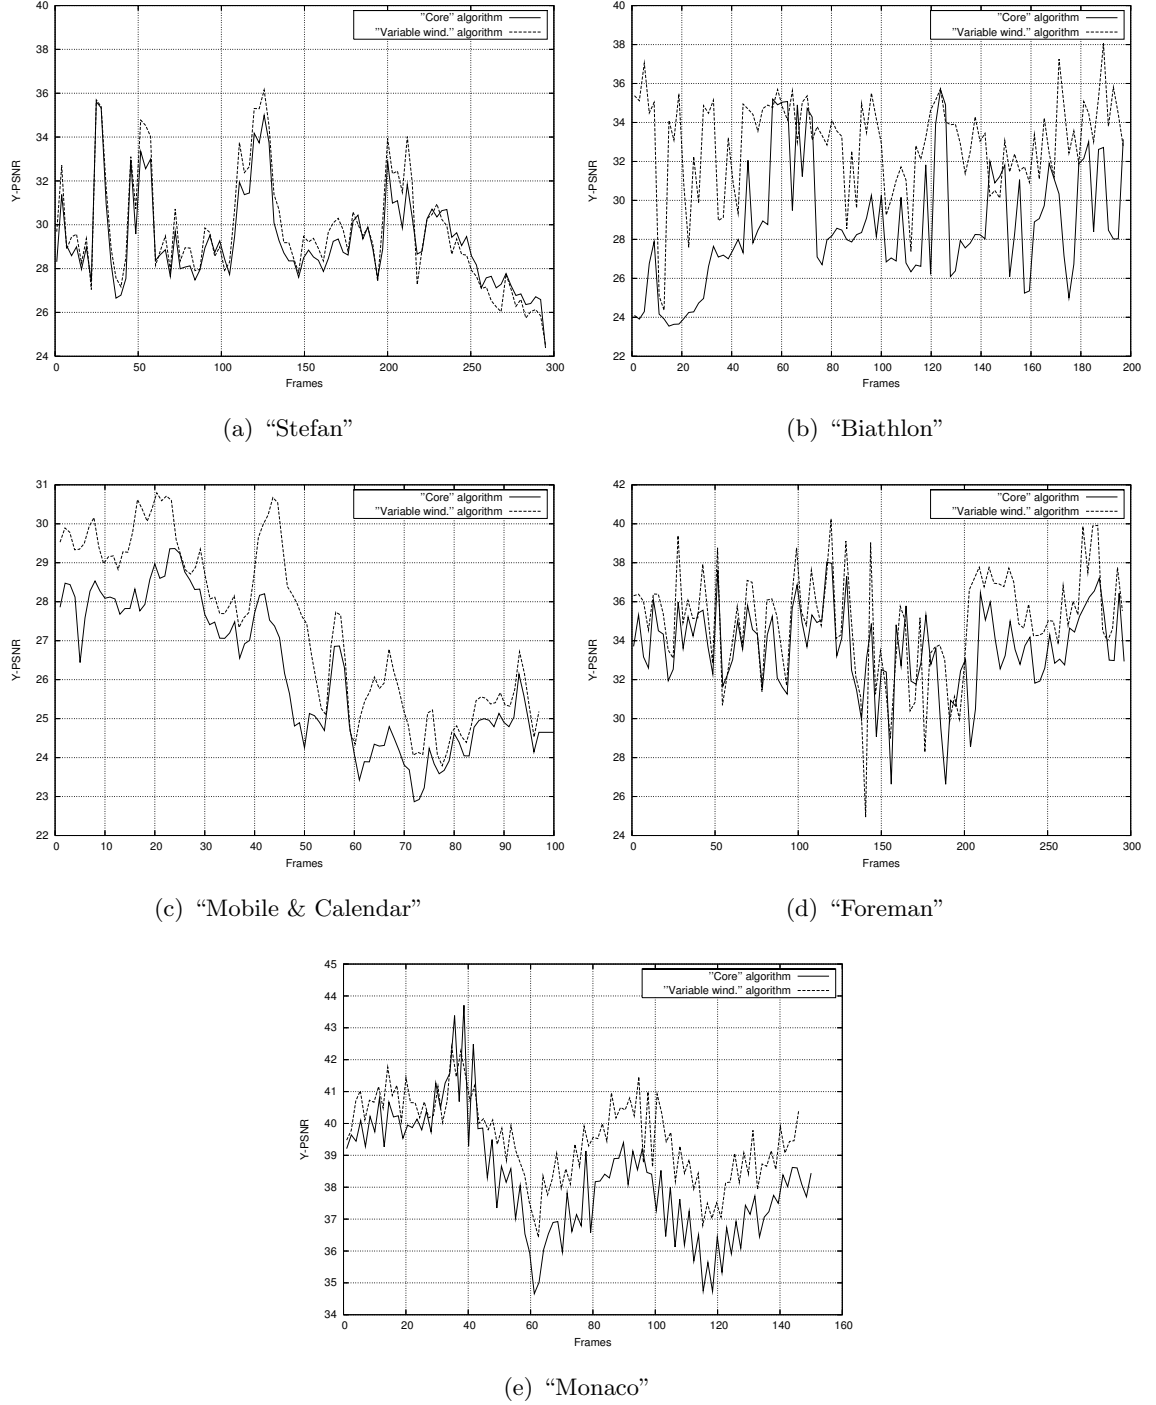 40
38
36
34
32
30
28
26
24
Y-PSNR
"Core" algorithm
"Variable wind." algorithm
0 50 100 150 200 250 300
Frames
(a) “Stefan”
40
38
36
34
32
30
28
26
24
22
Y-PSNR
"Core" algorithm
"Variable wind." algorithm
0 20 40 60 80 100 120 140 160 180 200
Frames
(b) “Biathlon”
31
30
29
28
27
26
25
24
23
22
Y-PSNR
"Core" algorithm
"Variable wind." algorithm
0 10 20 30 40 50 60 70 80 90 100
Frames
(c) “Mobile & Calendar”
42
40
38
36
34
32
30
28
26
24
Y-PSNR
"Core" algorithm
"Variable wind." algorithm
0 50 100 150 200 250 300
Frames
(d) “Foreman”
45
44
43
42
41
40
39
38
37
36
35
34
Y-PSNR
"Core" algorithm
"Variable wind." algorithm
0 20 40 60 80 100 120 140 160
Frames
(e) “Monaco”